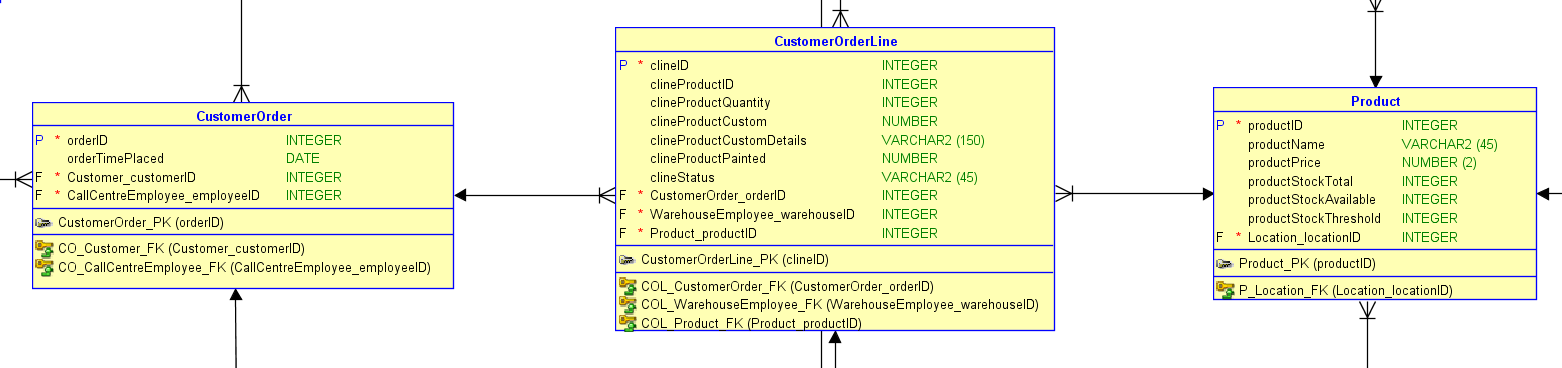 CustomerOrder
P * orderID INTEGER
orderTimePlaced DATE
F * Customer_customerID INTEGER
F * CallCentreEmployee_employeeID INTEGER
CustomerOrder_PK (orderID)
CO_Customer_FK (Customer_customerID)
CO_CallCentreEmployee_FK (CallCentreEmployee_employeeID)
CustomerOrderLine
P * clineID INTEGER
clineProductID INTEGER
clineProductQuantity INTEGER
clineProductCustom NUMBER
clineProductCustomDetails VARCHAR2 (150)
clineProductPainted NUMBER
clineStatus VARCHAR2 (45)
F * CustomerOrder_orderID INTEGER
F * WarehouseEmployee_warehouseID INTEGER
F * Product_productID INTEGER
CustomerOrderLine_PK (clineID)
COL_CustomerOrder_FK (CustomerOrder_orderID)
COL_WarehouseEmployee_FK (WarehouseEmployee_warehouseID)
COL_Product_FK (Product_productID)
Product
P * productID INTEGER
productName VARCHAR2 (45)
productPrice NUMBER (2)
productStockTotal INTEGER
productStockAvailable INTEGER
productStockThreshold INTEGER
F * Location_locationID INTEGER
Product_PK (productID)
P_Location_FK (Location_locationID)